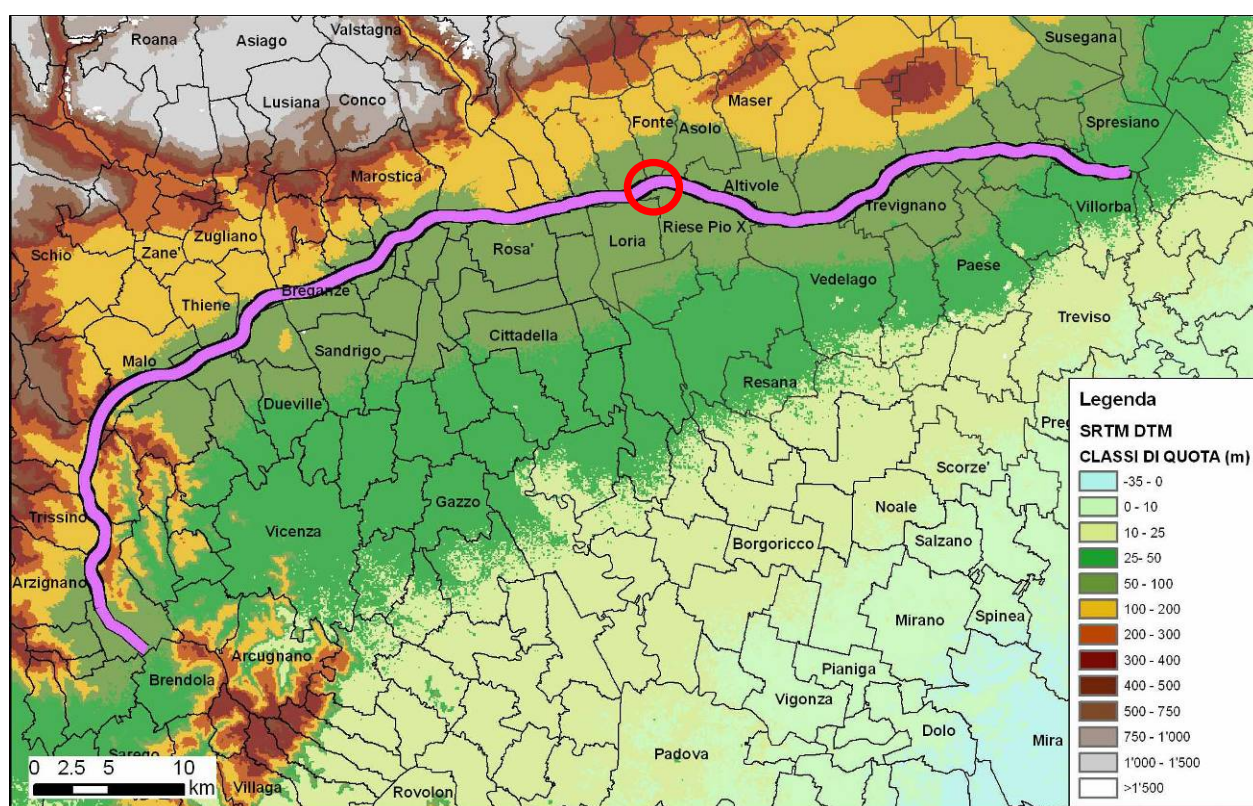 Roana
Asiago
Valstagna
Susegana
Lusiana
Conco
Maser
Fonte
Asolo
Spresiano
Marostica
Altivole
Trevignano
Villorba
Zugliano
Riese Pio X
Schio
Zane'
Rosa'
Loria
Paese
Vedelago
Thiene
Breganze
Treviso
Cittadella
Malo
Sandrigo
Resana
Dueville
Scorze'
Gazzo
Noale
Trissino
Vicenza
Borgoricco
Salzano
Arzignano
Mirano
Spinea
Arcugnano
Pianiga
Brendola
Vigonza
Dolo
Mira
Padova
Sarego
Villaga
Rovolon
0 2.5 5 10
km
Legenda
SRTM DTM
CLASSI DI QUOTA (m)
-35 - 0
0 - 10
10 - 25
25- 50
50 - 100
100 - 200
200 - 300
300 - 400
400 - 500
500 - 750
750 - 1'000
1'000 - 1'500
>1'500